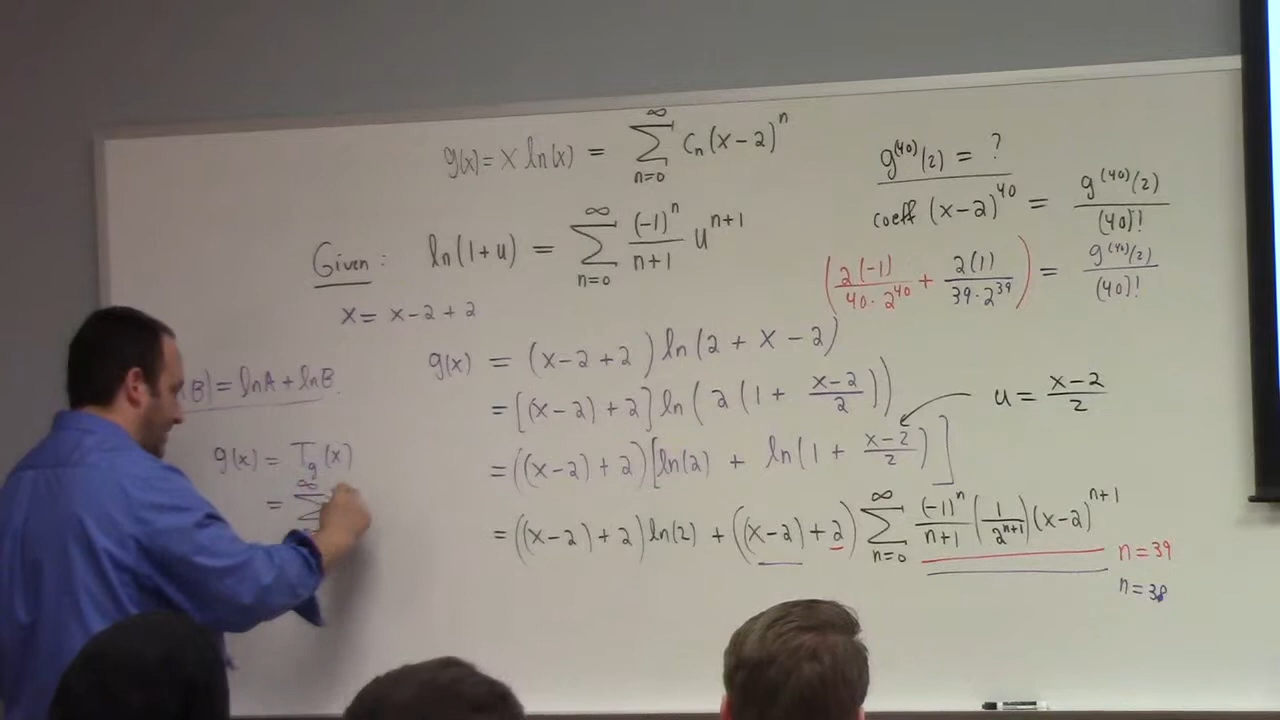 g(x) = x ln(x) = ∑_{n=0}^{∞} C_n (x-2)^n
Given: ln(1+u) = ∑_{n=0}^{∞} (-1)^n/(n+1) u^{n+1}
x = x-2+2
g(x) = (x-2+2) ln(2 + x-2)
= [(x-2)+2] ln(2(1 + (x-2)/2))
= ((x-2)+2)[ln(2) + ln(1 + (x-2)/2)]
= ((x-2)+2) ln(2) + ((x-2)+2) ∑_{n=0}^{∞} (-1)^n/(n+1) (1/2^{n+1}) (x-2)^{n+1}
n=39
n=38
g^{(40)}(2) = ?
coeff (x-2)^{40} = g^{(40)}(2)/(40)!
(2(-1)/(40·2^{40}) + 2(1)/(39·2^{39})) = g^{(40)}(2)/(40)!
u = (x-2)/2
B) = lnA + lnB.
g(x) = T_g(x)
= ∑^{∞}